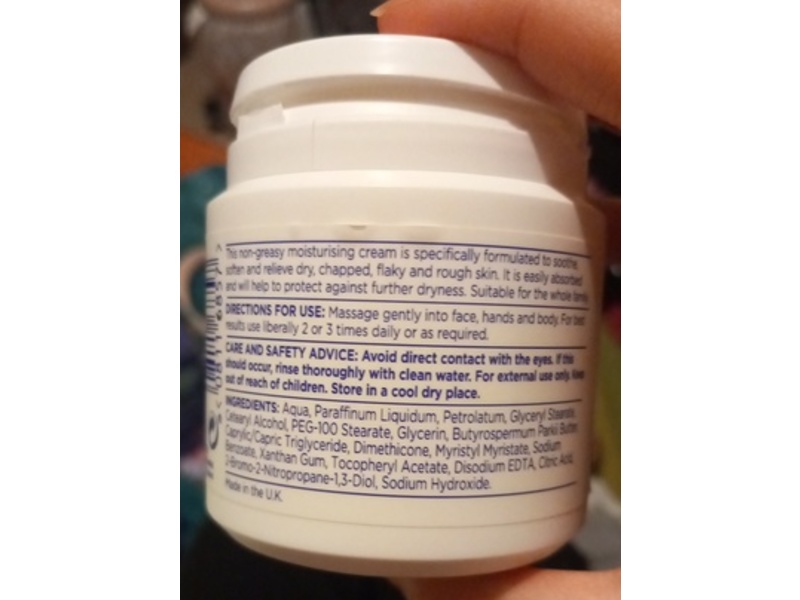 This non-greasy moisturising cream is specifically formulated to soothe,
soften and relieve dry, chapped, flaky and rough skin. It is easily absorbed
and will help to protect against further dryness. Suitable for the whole family.
DIRECTIONS FOR USE: Massage gently into face, hands and body. For best
results use liberally 2 or 3 times daily or as required.
CARE AND SAFETY ADVICE: Avoid direct contact with the eyes. If this
should occur, rinse thoroughly with clean water. For external use only. Keep
out of reach of children. Store in a cool dry place.
INGREDIENTS: Aqua, Paraffinum Liquidum, Petrolatum, Glyceryl Stearate,
Cetearyl Alcohol, PEG-100 Stearate, Glycerin, Butyrospermum Parkii Butter,
Caprylic/Capric Triglyceride, Dimethicone, Myristyl Myristate, Sodium
Benzoate, Xanthan Gum, Tocopheryl Acetate, Disodium EDTA, Citric Acid,
2-Bromo-2-Nitropropane-1,3-Diol, Sodium Hydroxide.
Made in the U.K.